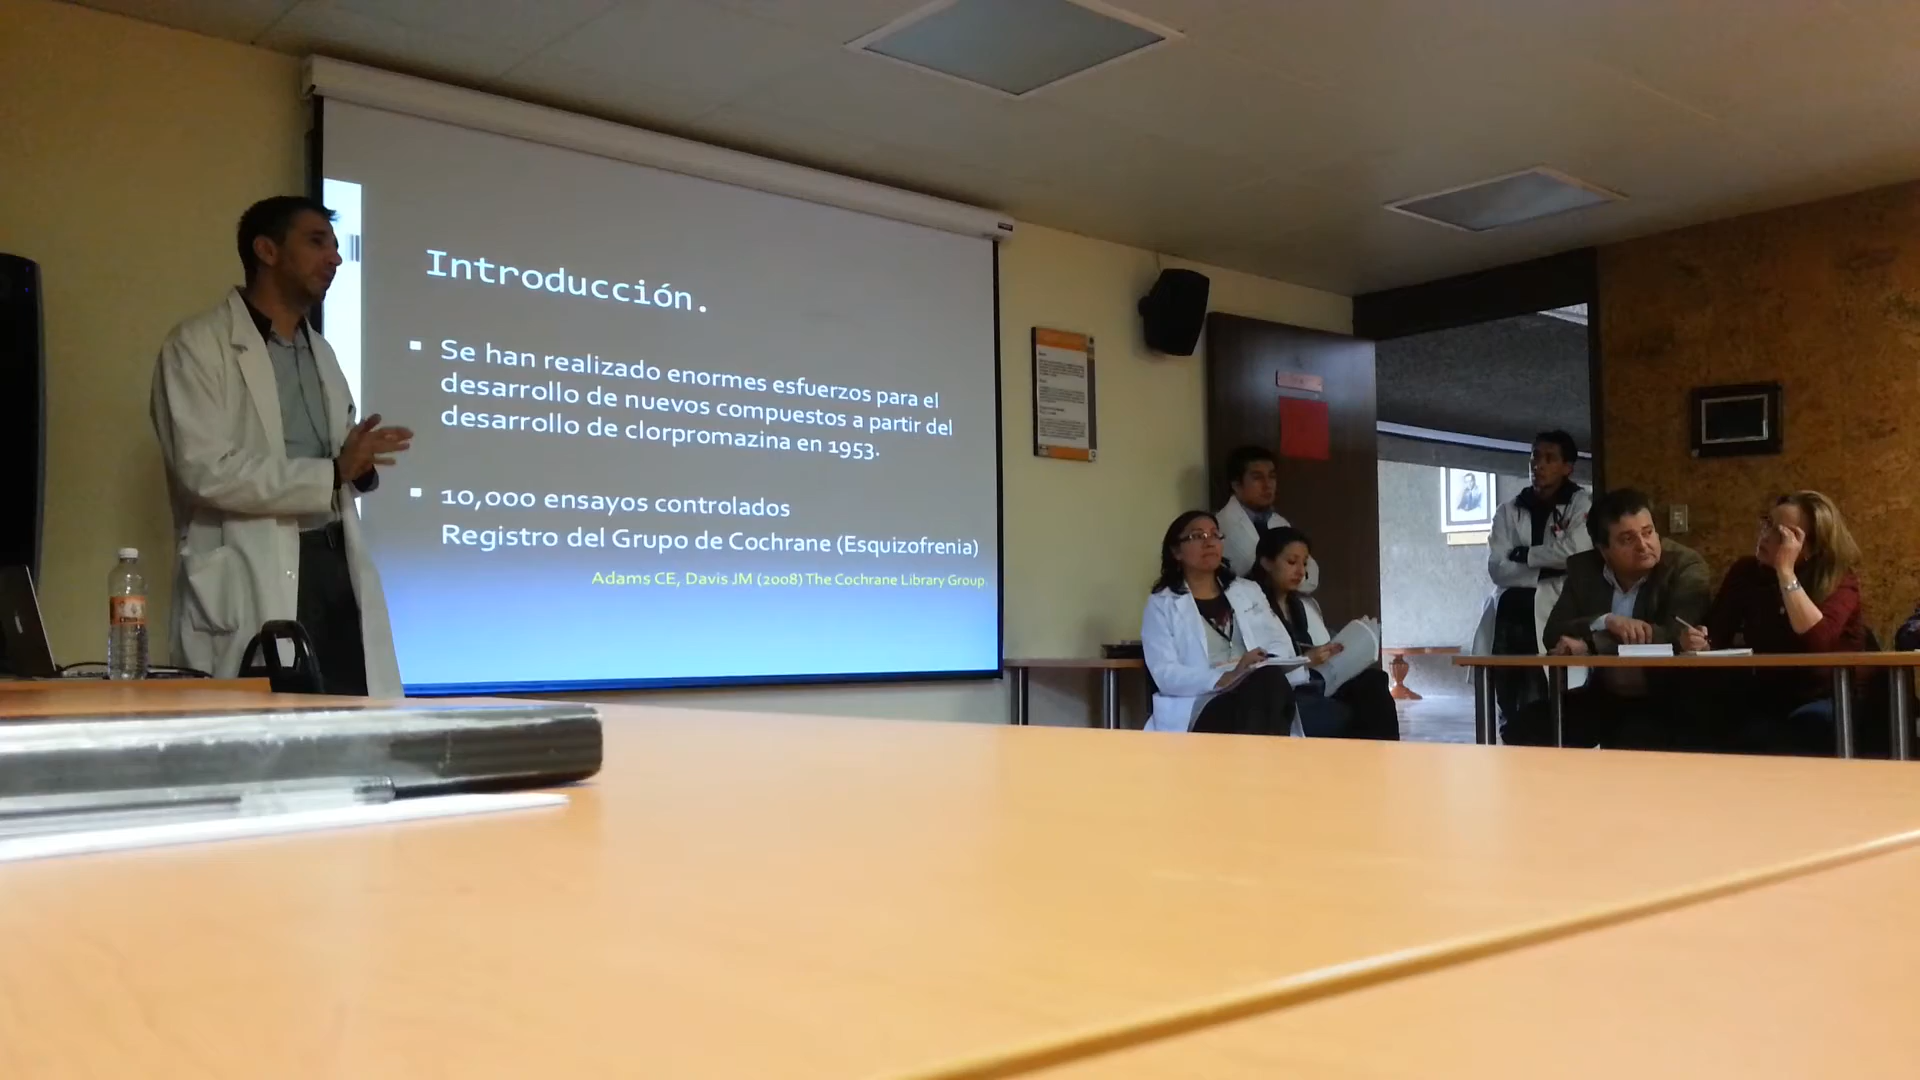 Introducción.
Se han realizado enormes esfuerzos para el
desarrollo de nuevos compuestos a partir del
desarrollo de clorpromazina en 1953.
10,000 ensayos controlados
Registro del Grupo de Cochrane (Esquizofrenia)
Adams CE, Davis JM (2008) The Cochrane Library Group.